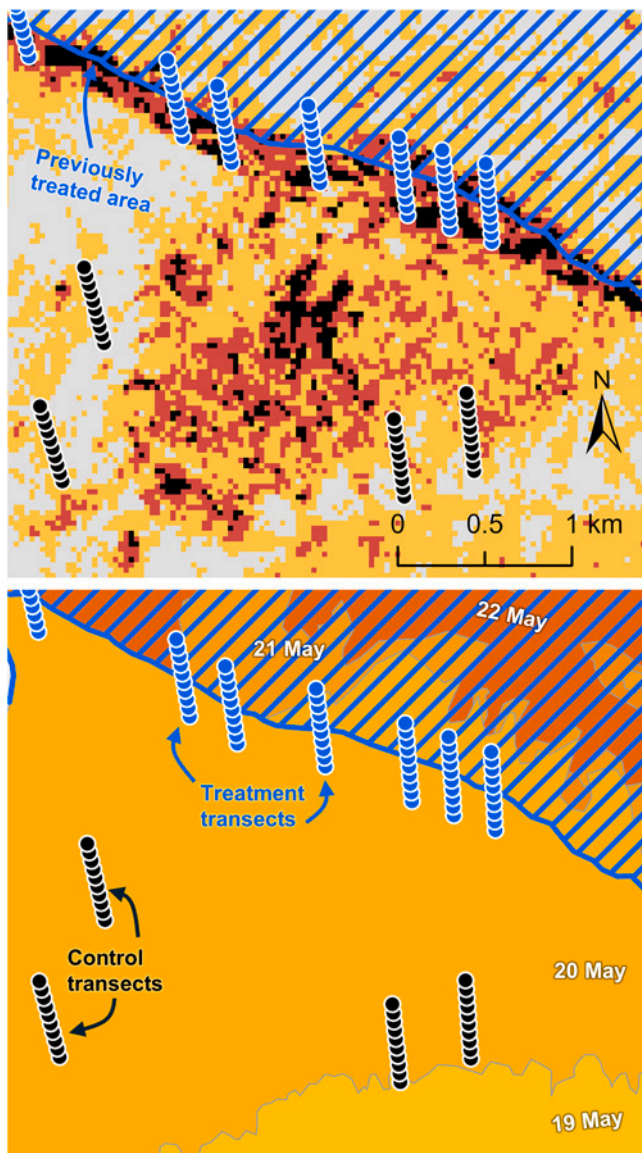 Previously
treated area
N
0 0.5 1 km
22 May
21 May
Treatment
transects
Control
transects
20 May
19 May